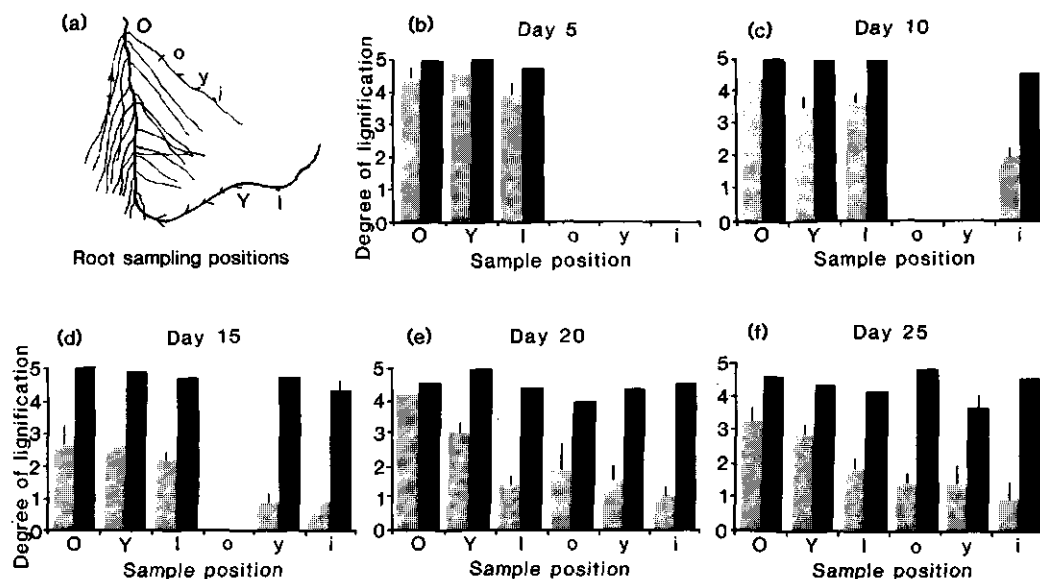 (a)
O
o
y
i
Y
I
Root sampling positions
(b) Day 5
Degree of lignification
5
4
3
2
1
0
O Y I o y i
Sample position
(c) Day 10
5
4
3
2
1
0
O Y I o y i
Sample position
(d) Day 15
Degree of lignification
5
4
3
2
1
0
O Y I o y i
Sample position
(e) Day 20
5
4
3
2
1
0
O Y I o y i
Sample position
(f) Day 25
5
4
3
2
1
0
O Y I o y i
Sample position